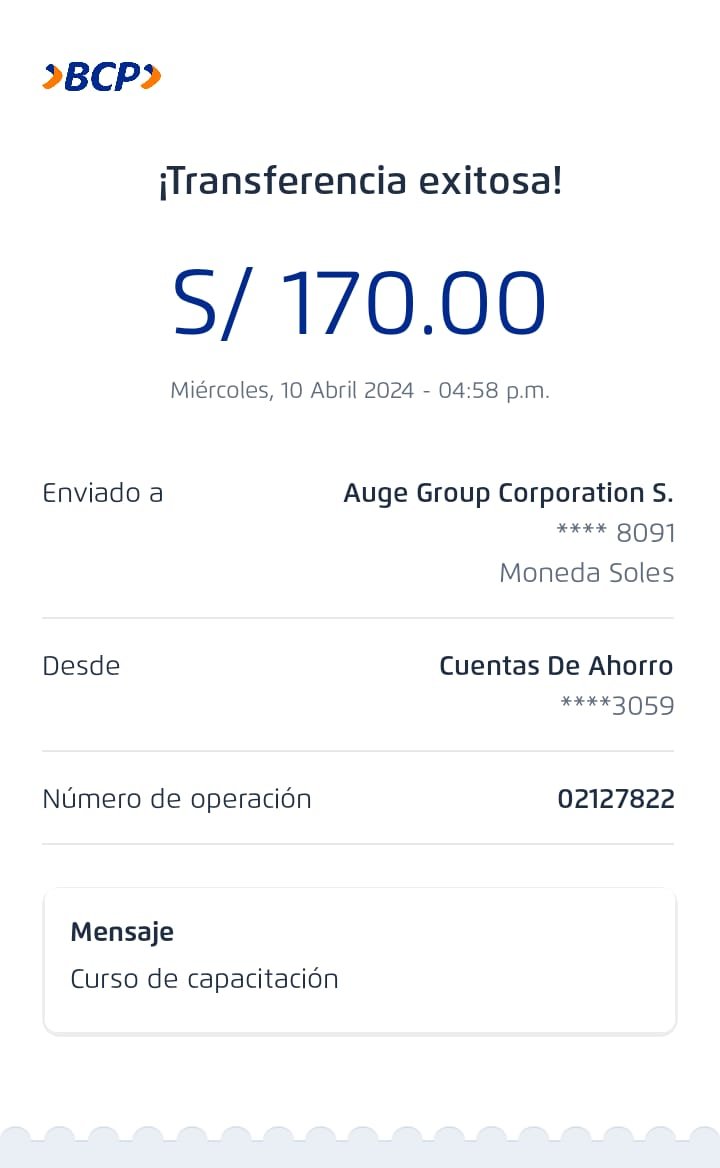 BCP
¡Transferencia exitosa!
S/ 170.00
Miércoles, 10 Abril 2024 - 04:58 p.m.
Enviado a
Auge Group Corporation S.
**** 8091
Moneda Soles
Desde
Cuentas De Ahorro
****3059
Número de operación
02127822
Mensaje
Curso de capacitación